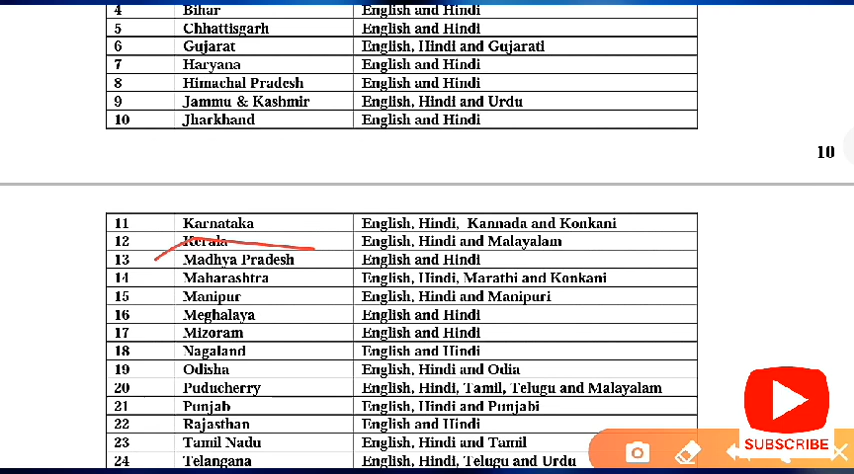 4 Bihar English and Hindi
5 Chhattisgarh English and Hindi
6 Gujarat English, Hindi and Gujarati
7 Haryana English and Hindi
8 Himachal Pradesh English and Hindi
9 Jammu & Kashmir English, Hindi and Urdu
10 Jharkhand English and Hindi
10
11 Karnataka English, Hindi, Kannada and Konkani
12 Kerala English, Hindi and Malayalam
13 Madhya Pradesh English and Hindi
14 Maharashtra English, Hindi, Marathi and Konkani
15 Manipur English, Hindi and Manipuri
16 Meghalaya English and Hindi
17 Mizoram English and Hindi
18 Nagaland English and Hindi
19 Odisha English, Hindi and Odia
20 Puducherry English, Hindi, Tamil, Telugu and Malayalam
21 Punjab English, Hindi and Punjabi
22 Rajasthan English and Hindi
23 Tamil Nadu English, Hindi and Tamil
24 Telangana English, Hindi, Telugu and Urdu
SUBSCRIBE